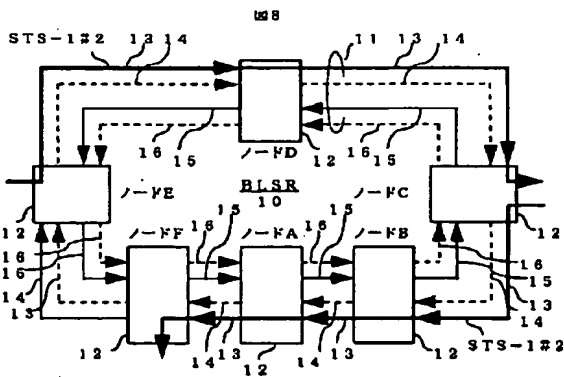 図8
STS-1#2 13 14
11 13 14
16 15 ノードD 12 16 15
12 ノードE BLSR 10 ノードC 12
16 16 14 13 ノードF 16 15 ノードA 16 15 ノードB 16 15 13 14
12 14 13 12 14 13 12 STS-1#2